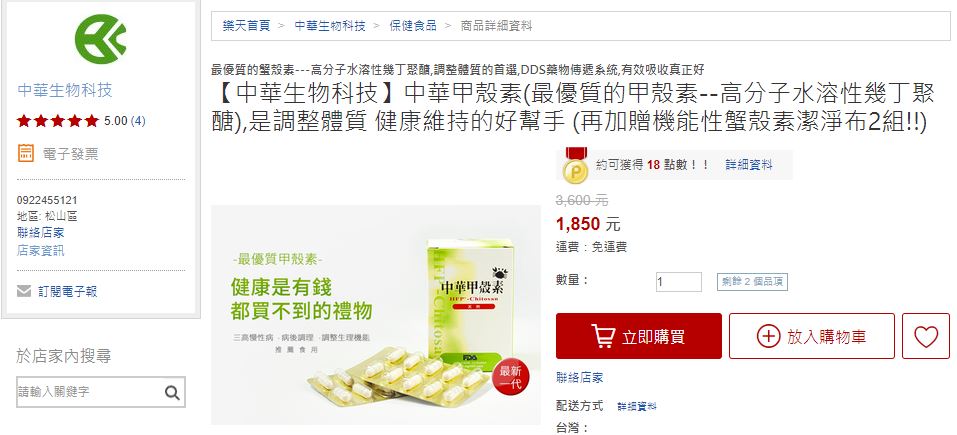 樂天首頁 > 中華生物科技 > 保健食品 > 商品詳細資料
中華生物科技
5.00 (4)
電子發票
0922455121
地區: 松山區
聯絡店家
店家資訊
訂閱電子報
於店家內搜尋
請輸入關鍵字
最優質的蟹殼素---高分子水溶性幾丁聚醣,調整體質的首選,DDS藥物傳遞系統,有效吸收真正好
【中華生物科技】中華甲殼素(最優質的甲殼素--高分子水溶性幾丁聚
醣),是調整體質 健康維持的好幫手 (再加贈機能性蟹殼素潔淨布2組!!)
-最優質甲殼素-
健康是有錢
都買不到的禮物
三高慢性病 · 病後調理 · 調整生理機能
推薦食用
HFP-Chitosan
中華甲殼素
HFP-Chitosan
FDA
最新
一代
P
約可獲得 18 點數！！ 詳細資料
3,600 元
1,850 元
運費：免運費
數量：
1
剩餘 2 個品項
立即購買
放入購物車
聯絡店家
配送方式 詳細資料
台灣：